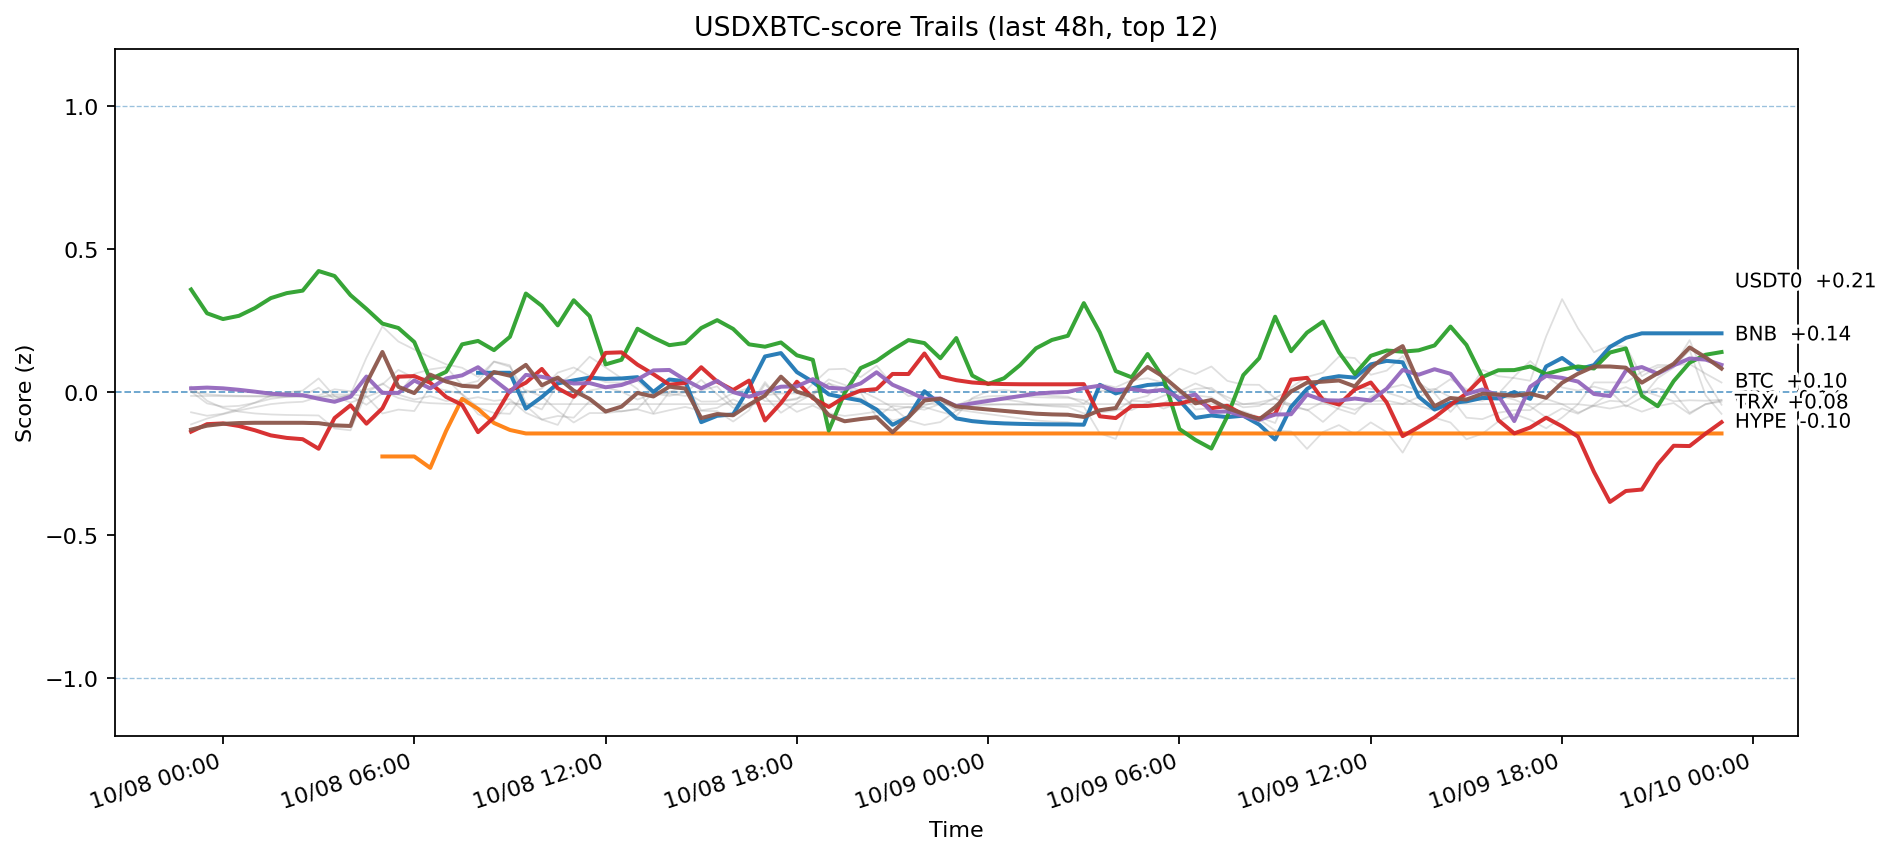 USDXBTC-score Trails (last 48h, top 12)
Score (z)
1.0
0.5
0.0
−0.5
−1.0
USDT0 +0.21
BNB +0.14
BTC +0.10
TRX +0.08
HYPE -0.10
10/08 00:00
10/08 06:00
10/08 12:00
10/08 18:00
10/09 00:00
10/09 06:00
10/09 12:00
10/09 18:00
10/10 00:00
Time